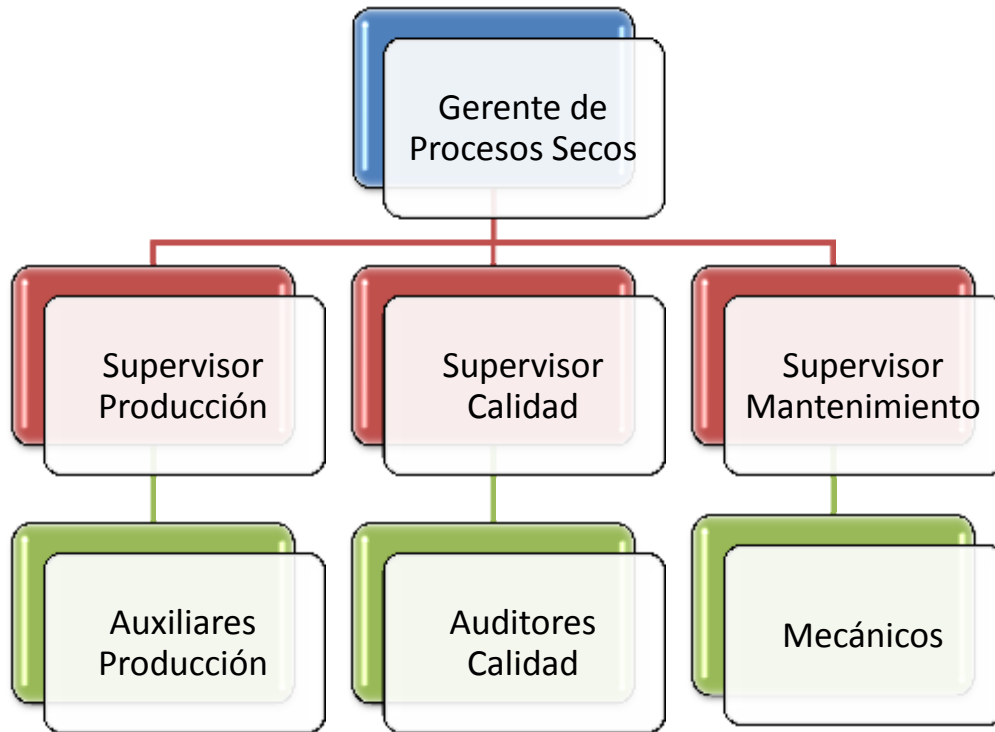 Gerente de
Procesos Secos
Supervisor
Producción
Supervisor
Calidad
Supervisor
Mantenimiento
Auxiliares
Producción
Auditores
Calidad
Mecánicos